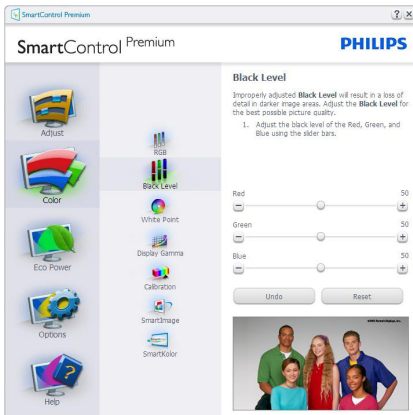 SmartControl Premium
SmartControl Premium
PHILIPS
Adjust
Color
Eco Power
Options
Help
RGB
Black Level
White Point
Display Gamma
Calibration
SmartImage
SmartKolor
Black Level
Improperly adjusted Black Level will result in a loss of
detail in darker image areas. Adjust the Black Level for
the best possible picture quality.
1. Adjust the black level of the Red, Green, and
Blue using the slider bars.
Red 50
Green 50
Blue 50
Undo Reset